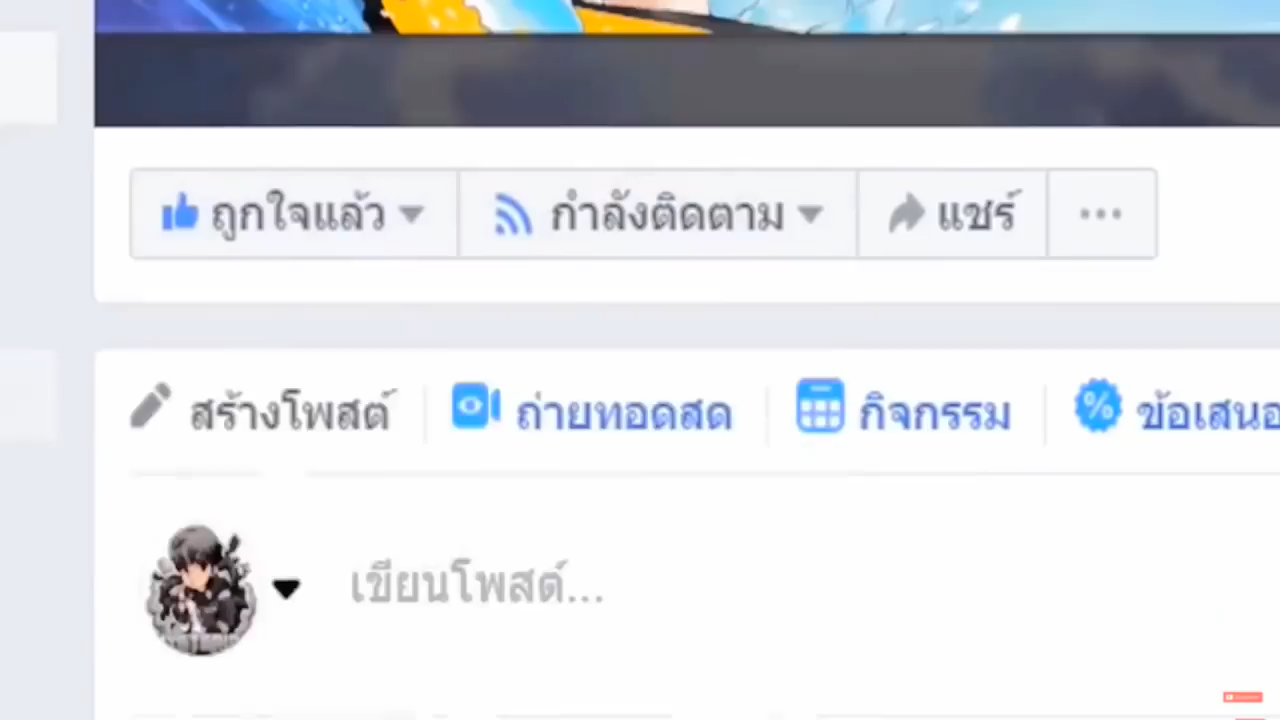 ถูกใจแล้ว กำลังติดตาม แชร์
สร้างโพสต์ ถ่ายทอดสด กิจกรรม ข้อเสนอ
เขียนโพสต์...